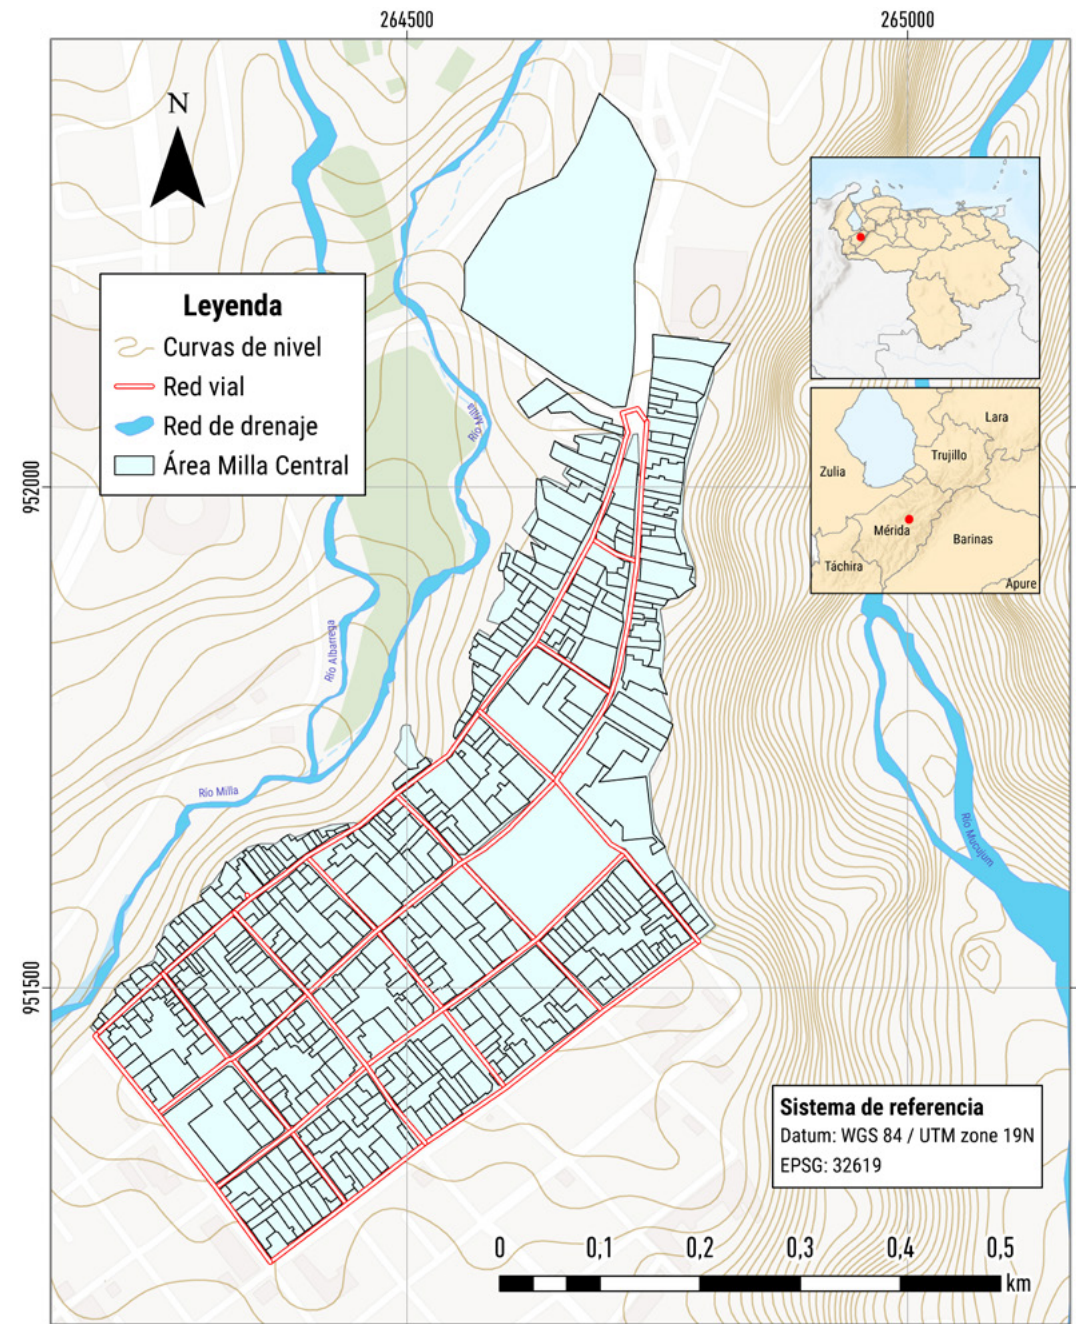 264500
265000
N
Leyenda
Curvas de nivel
Red vial
Red de drenaje
Área Milla Central
952000
951500
Río Milla
Río Albarrega
Río Milla
Río Mucujum
Lara
Trujillo
Zulia
Mérida
Barinas
Táchira
Apure
Sistema de referencia
Datum: WGS 84 / UTM zone 19N
EPSG: 32619
0 0,1 0,2 0,3 0,4 0,5
km